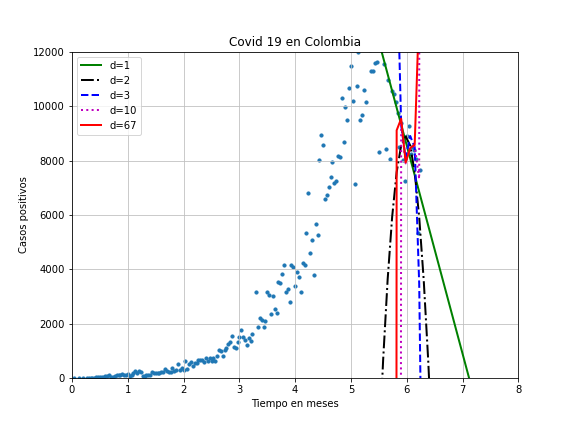 Covid 19 en Colombia
12000
10000
8000
6000
4000
2000
0
Casos positivos
d=1
d=2
d=3
d=10
d=67
0 1 2 3 4 5 6 7 8
Tiempo en meses